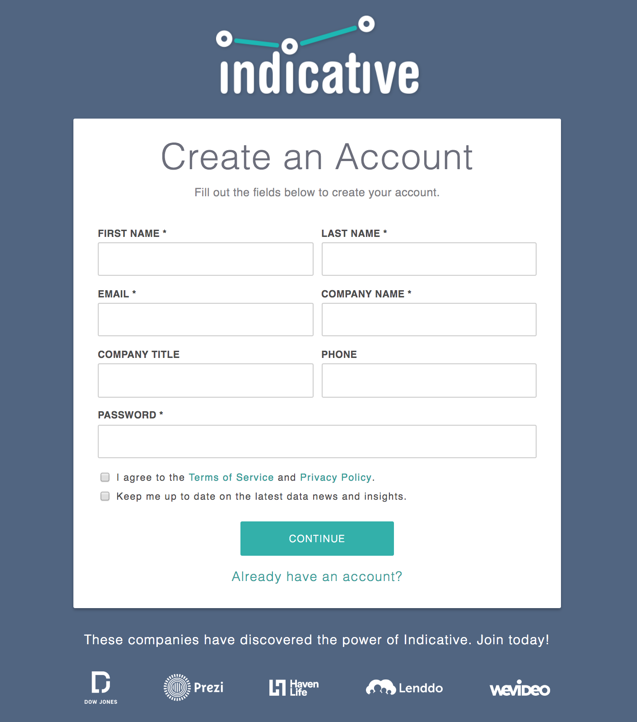 indicative
Create an Account
Fill out the fields below to create your account.
FIRST NAME *
LAST NAME *
EMAIL *
COMPANY NAME *
COMPANY TITLE
PHONE
PASSWORD *
I agree to the Terms of Service and Privacy Policy.
Keep me up to date on the latest data news and insights.
CONTINUE
Already have an account?
These companies have discovered the power of Indicative. Join today!
DOW JONES
Prezi
Haven
Life
Lenddo
WEVIDEO